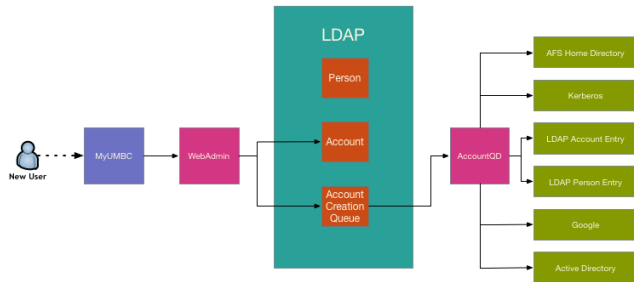 LDAP
Person
Account
Account
Creation
Queue
New User
MyUMBC
WebAdmin
AccountQD
AFS Home Directory
Kerberos
LDAP Account Entry
LDAP Person Entry
Google
Active Directory